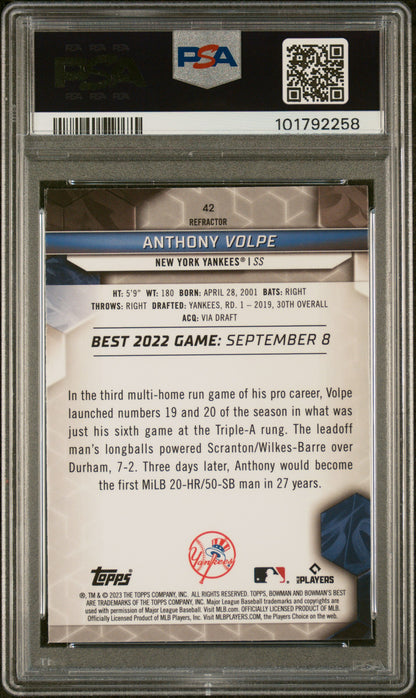 PSA
PSA
101792258
42
REFRACTOR
ANTHONY VOLPE
NEW YORK YANKEES® | SS
HT: 5'9" WT: 180 BORN: APRIL 28, 2001 BATS: RIGHT
THROWS: RIGHT DRAFTED: YANKEES, RD. 1 – 2019, 30TH OVERALL
ACQ: VIA DRAFT
BEST 2022 GAME: SEPTEMBER 8
In the third multi-home run game of his pro career, Volpe
launched numbers 19 and 20 of the season in what was
just his sixth game at the Triple-A rung. The leadoff
man's longballs powered Scranton/Wilkes-Barre over
Durham, 7-2. Three days later, Anthony would become
the first MiLB 20-HR/50-SB man in 27 years.
Yankees
Topps
PLAYERS
®, TM & © 2023 THE TOPPS COMPANY, INC. ALL RIGHTS RESERVED. TOPPS, BOWMAN AND BOWMAN'S BEST
ARE TRADEMARKS OF THE TOPPS COMPANY, INC. Major League Baseball trademarks and copyrights are
used with permission of Major League Baseball. Visit MLB.com. OFFICIALLY LICENSED PRODUCT OF MLB.
Officially Licensed Product of MLB Players, Inc. Visit MLBPLAYERS.com, the Players Choice on the web.